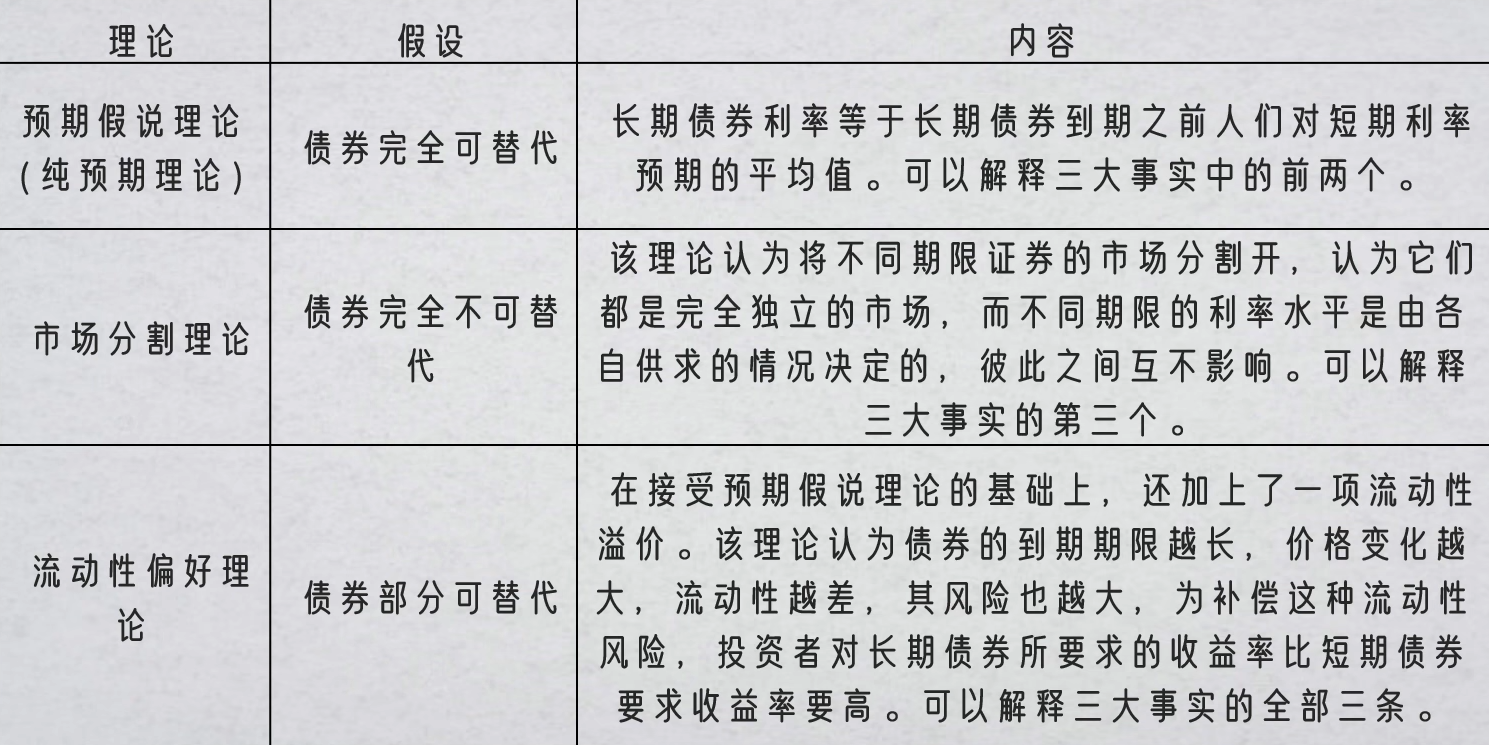 理论
假设
内容
预期假说理论
(纯预期理论)
债券完全可替代
长期债券利率等于长期债券到期之前人们对短期利率
预期的平均值。可以解释三大事实中的前两个。
市场分割理论
债券完全不可替
代
该理论认为将不同期限证券的市场分割开,认为它们
都是完全独立的市场,而不同期限的利率水平是由各
自供求的情况决定的,彼此之间互不影响。可以解释
三大事实的第三个。
流动性偏好理
论
债券部分可替代
在接受预期假说理论的基础上,还加上了一项流动性
溢价。该理论认为债券的到期期限越长,价格变化越
大,流动性越差,其风险也越大,为补偿这种流动性
风险,投资者对长期债券所要求的收益率比短期债券
要求收益率要高。可以解释三大事实的全部三条。